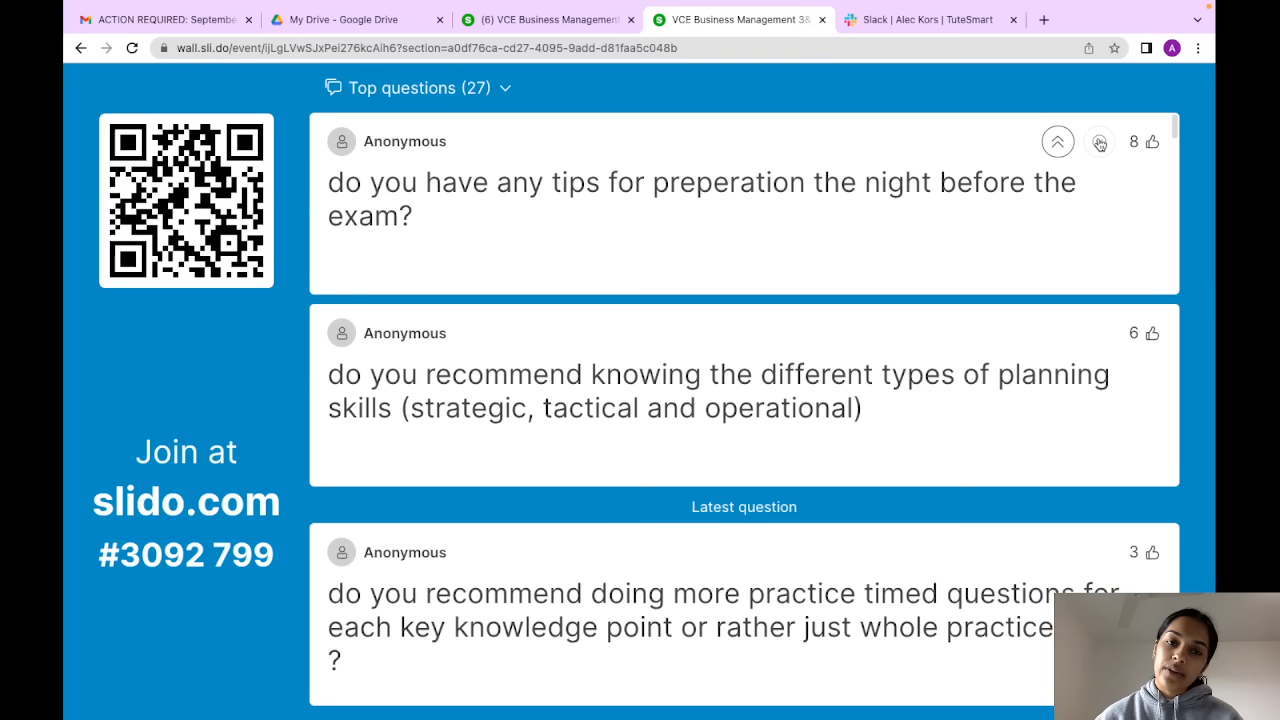 ACTION REQUIRED: Septembe
My Drive - Google Drive
(6) VCE Business Management
VCE Business Management 3&
Slack | Alec Kors | TuteSmart
wall.sli.do/event/ijLgLVwSJxPei276kcAih6?section=a0df76ca-cd27-4095-9add-d81faa5c048b
A
Top questions (27)
Anonymous
8
do you have any tips for preperation the night before the
exam?
Anonymous
6
do you recommend knowing the different types of planning
skills (strategic, tactical and operational)
Join at
slido.com
#3092 799
Latest question
Anonymous
3
do you recommend doing more practice timed questions for
each key knowledge point or rather just whole practice
?